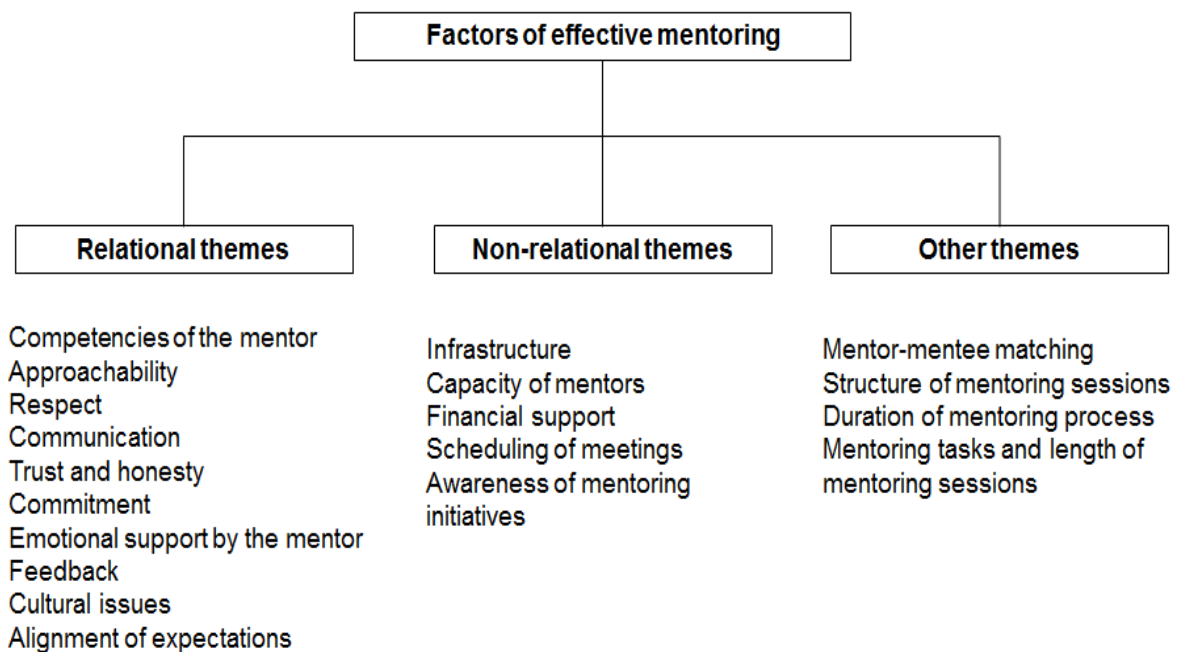 Factors of effective mentoring
Relational themes
Competencies of the mentor
Approachability
Respect
Communication
Trust and honesty
Commitment
Emotional support by the mentor
Feedback
Cultural issues
Alignment of expectations
Non-relational themes
Infrastructure
Capacity of mentors
Financial support
Scheduling of meetings
Awareness of mentoring
initiatives
Other themes
Mentor-mentee matching
Structure of mentoring sessions
Duration of mentoring process
Mentoring tasks and length of
mentoring sessions